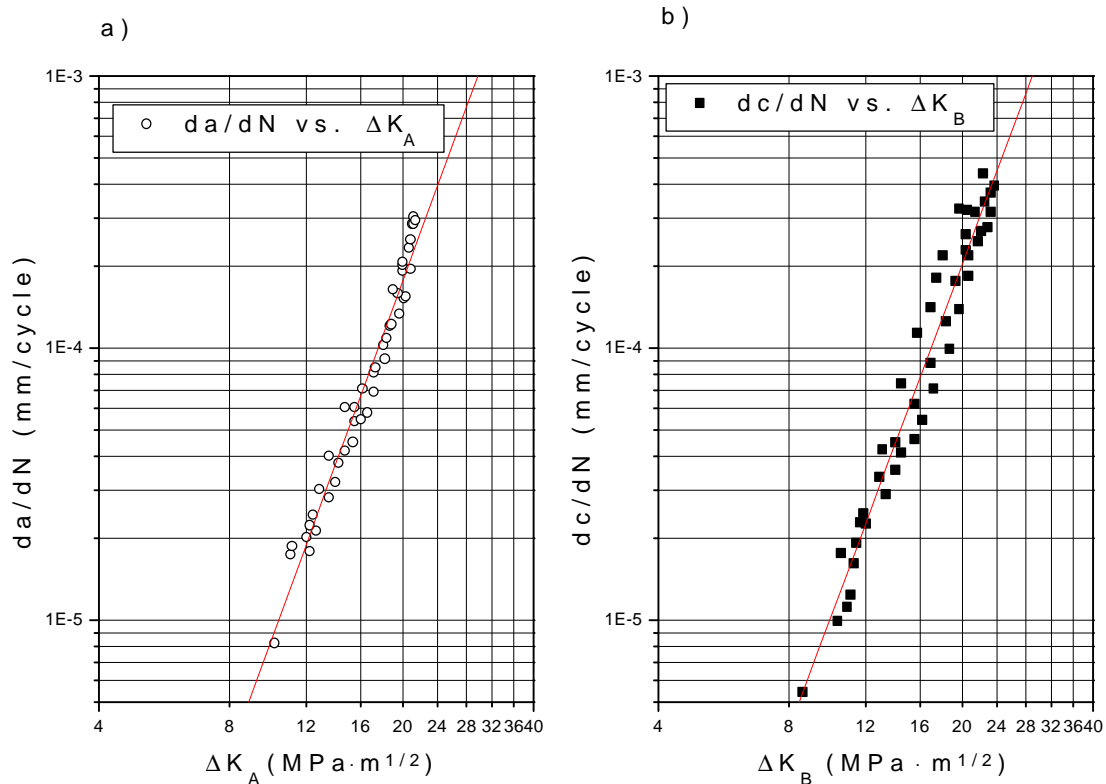 a)
1E-3
da/dN vs. ΔK_A
1E-4
1E-5
da/dN (mm/cycle)
4 8 12 16 20 24 28 32 36 40
ΔK_A (MPa·m^1/2)
b)
1E-3
dc/dN vs. ΔK_B
1E-4
1E-5
dc/dN (mm/cycle)
4 8 12 16 20 24 28 32 36 40
ΔK_B (MPa · m^1/2)